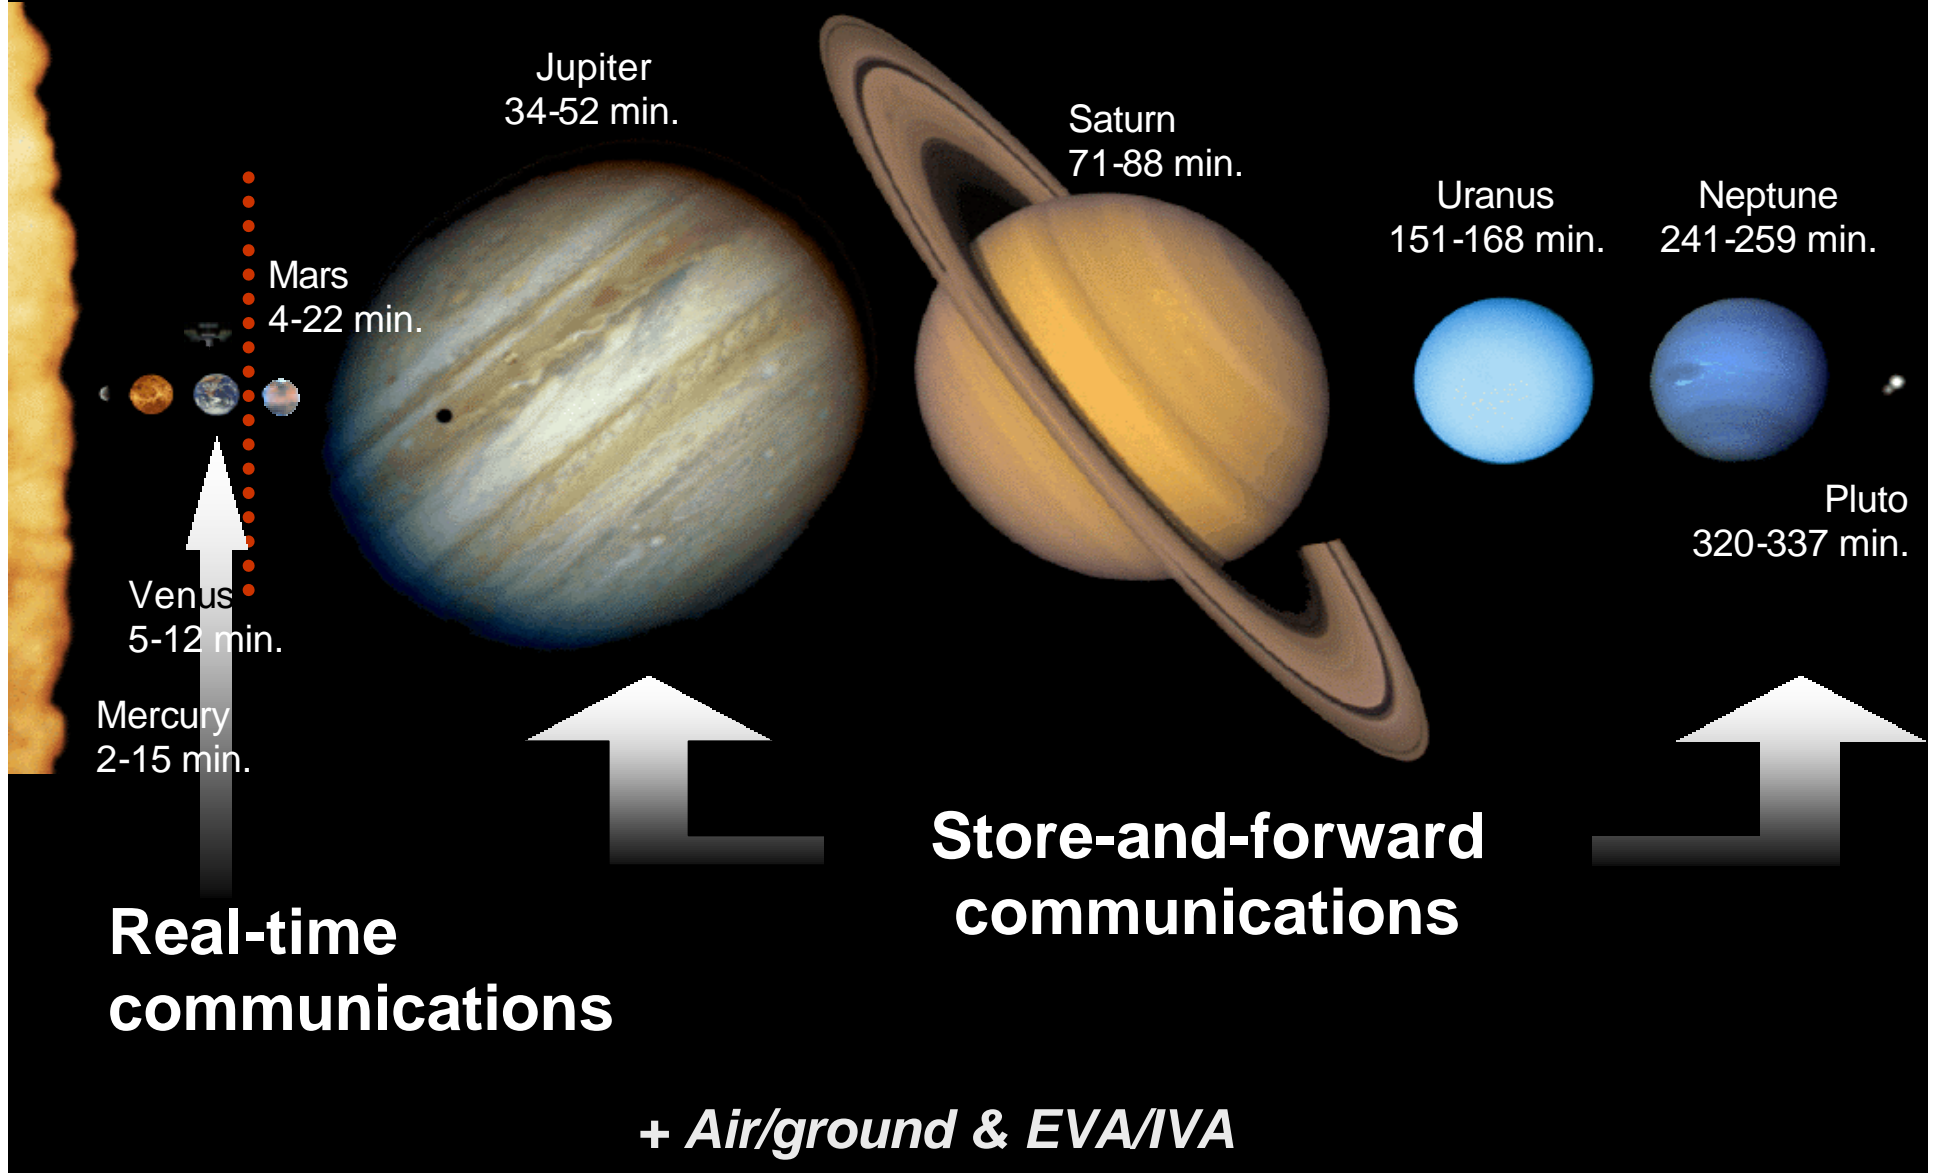 Jupiter
34-52 min.
Saturn
71-88 min.
Uranus
151-168 min.
Neptune
241-259 min.
Mars
4-22 min.
Pluto
320-337 min.
Venus
5-12 min.
Mercury
2-15 min.
Store-and-forward
communications
Real-time
communications
+ Air/ground & EVA/IVA